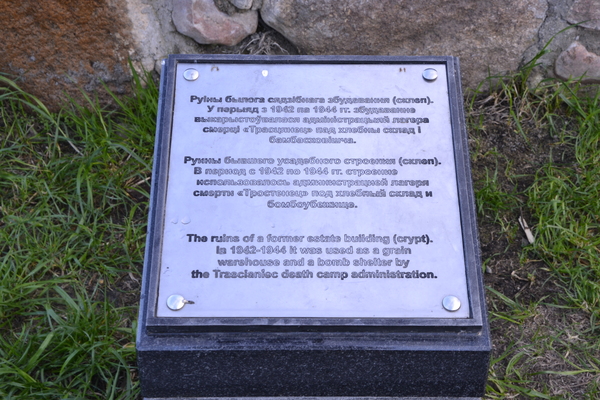 Руіны былога сядзібнага збудавання (склеп).
У перыяд з 1942 па 1944 гг. збудаванне
выкарыстоўвалася адміністрацыяй лагера
смерці «Трасцянец» пад хлебны склад і
бамбасховішча.
Руины бывшего усадебного строения (склеп).
В период с 1942 по 1944 гг. строение
использовалось администрацией лагеря
смерти «Тростенец» под хлебный склад и
бомбоубежище.
The ruins of a former estate building (crypt).
In 1942-1944 it was used as a grain
warehouse and a bomb shelter by
the Trascianiec death camp administration.